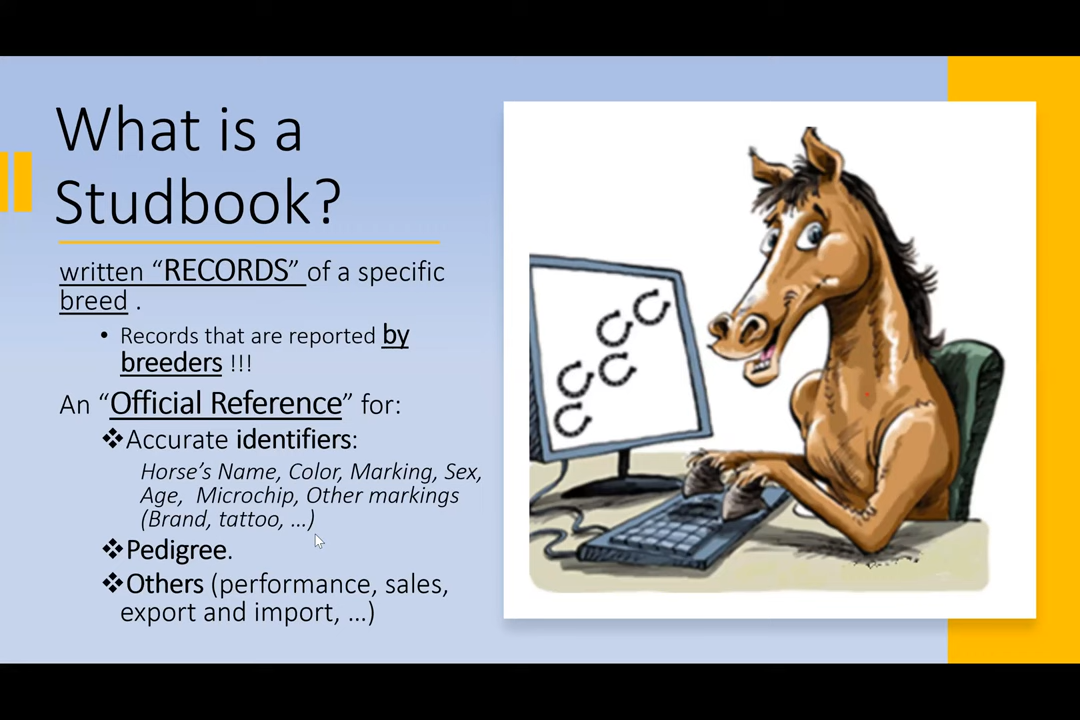 What is a
Studbook?
written “RECORDS” of a specific
breed .
• Records that are reported by
breeders !!!
An “Official Reference” for:
❖Accurate identifiers:
Horse’s Name, Color, Marking, Sex,
Age, Microchip, Other markings
(Brand, tattoo, …)
❖Pedigree.
❖Others (performance, sales,
export and import, …)